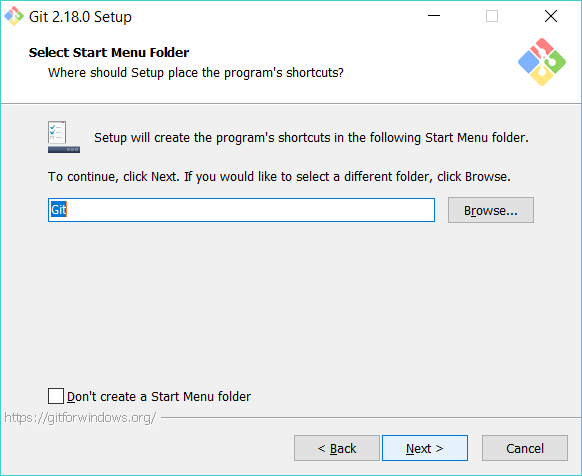 Git 2.18.0 Setup
Select Start Menu Folder
Where should Setup place the program's shortcuts?
Setup will create the program's shortcuts in the following Start Menu folder.
To continue, click Next. If you would like to select a different folder, click Browse.
Git
Browse...
Don't create a Start Menu folder
https://gitforwindows.org/
< Back
Next >
Cancel